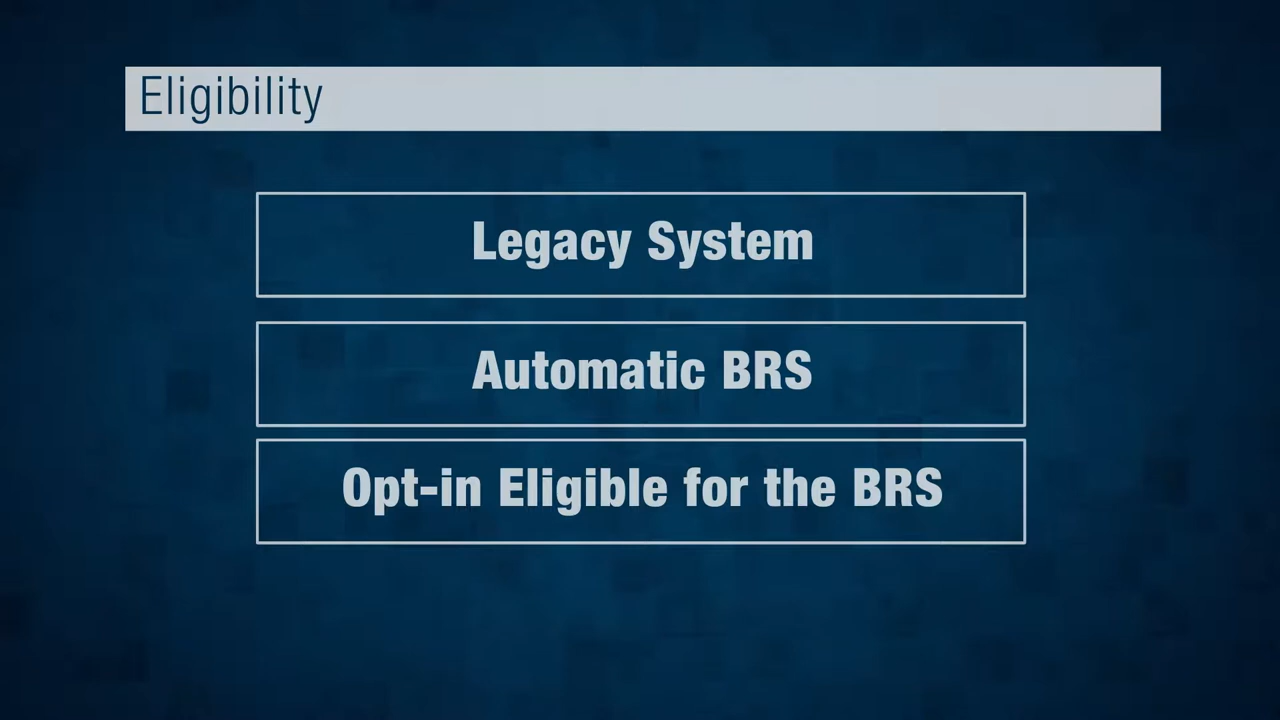 Eligibility
Legacy System
Automatic BRS
Opt-in Eligible for the BRS